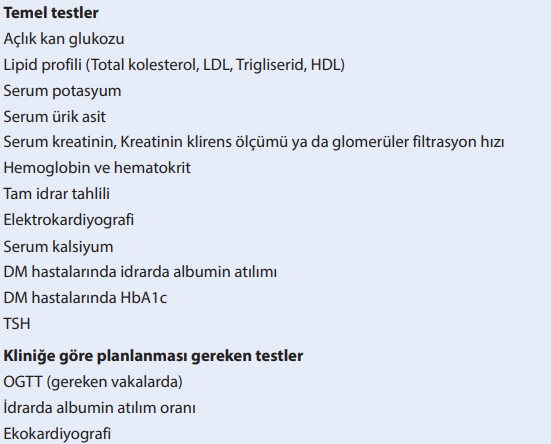 Temel testler
Açlık kan glukozu
Lipid profili (Total kolesterol, LDL, Trigliserid, HDL)
Serum potasyum
Serum ürik asit
Serum kreatinin, Kreatinin klirens ölçümü ya da glomerüler filtrasyon hızı
Hemoglobin ve hematokrit
Tam idrar tahlili
Elektrokardiyografi
Serum kalsiyum
DM hastalarında idrarda albumin atılımı
DM hastalarında HbA1c
TSH
Kliniğe göre planlanması gereken testler
OGTT (gereken vakalarda)
İdrarda albumin atılım oranı
Ekokardiyografi